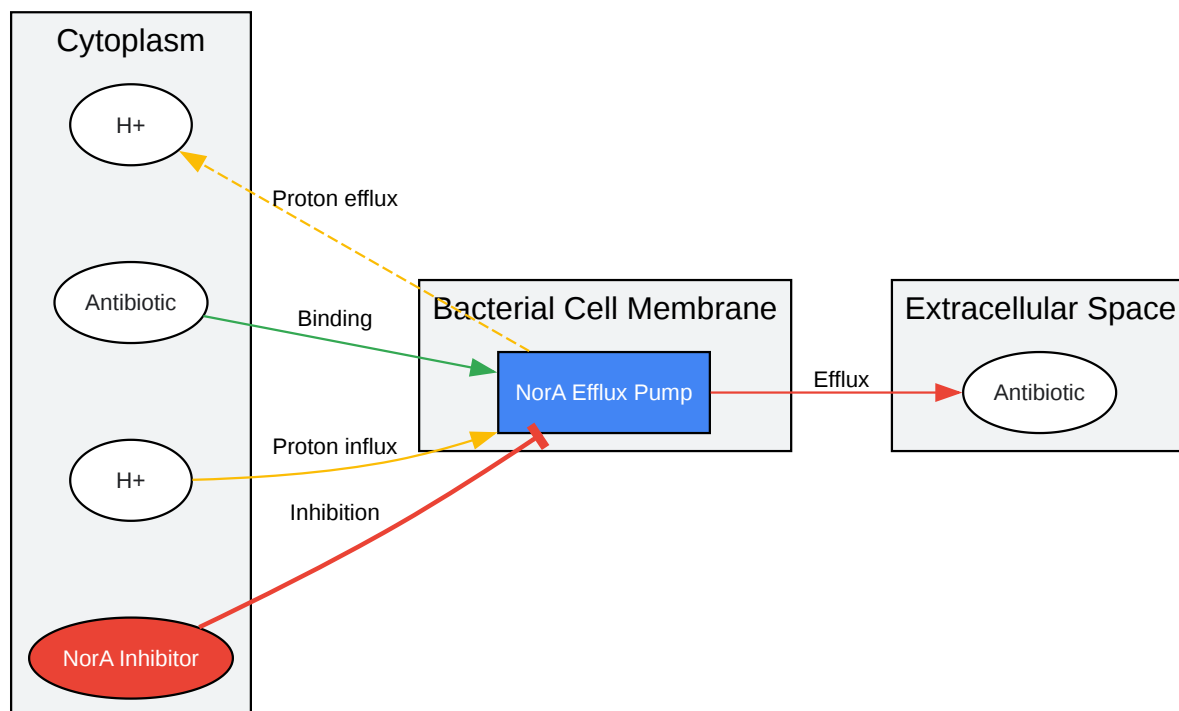 Cytoplasm
H+
Proton efflux
Antibiotic
Binding
Bacterial Cell Membrane
Extracellular Space
NorA Efflux Pump
Efflux
Antibiotic
H+
Proton influx
Inhibition
NorA Inhibitor